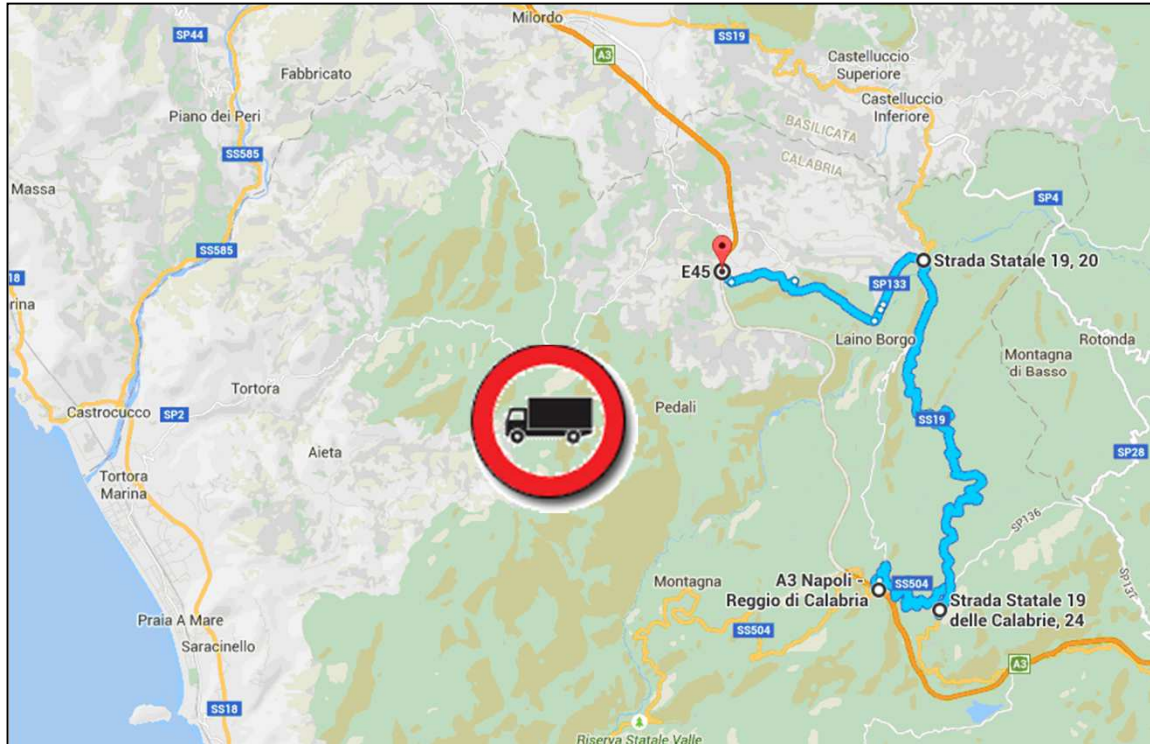 Milordo
SP44
SS19
A3
Fabbricato
Castelluccio
Superiore
Piano dei Peri
Castelluccio
Inferiore
BASILICATA
CALABRIA
SS585
Massa
SP4
SS585
E45
Strada Statale 19, 20
18
rina
SP133
Laino Borgo
Rotonda
Montagna
di Basso
Tortora
Pedali
Castrocucco
SP2
SS19
Aieta
SP28
Tortora
Marina
SP136
Montagna
A3 Napoli -
Reggio di Calabria
SS504
Strada Statale 19
delle Calabrie, 24
SP137
Praia A Mare
Saracinello
SS504
A3
SS18
Riserva Statale Valle